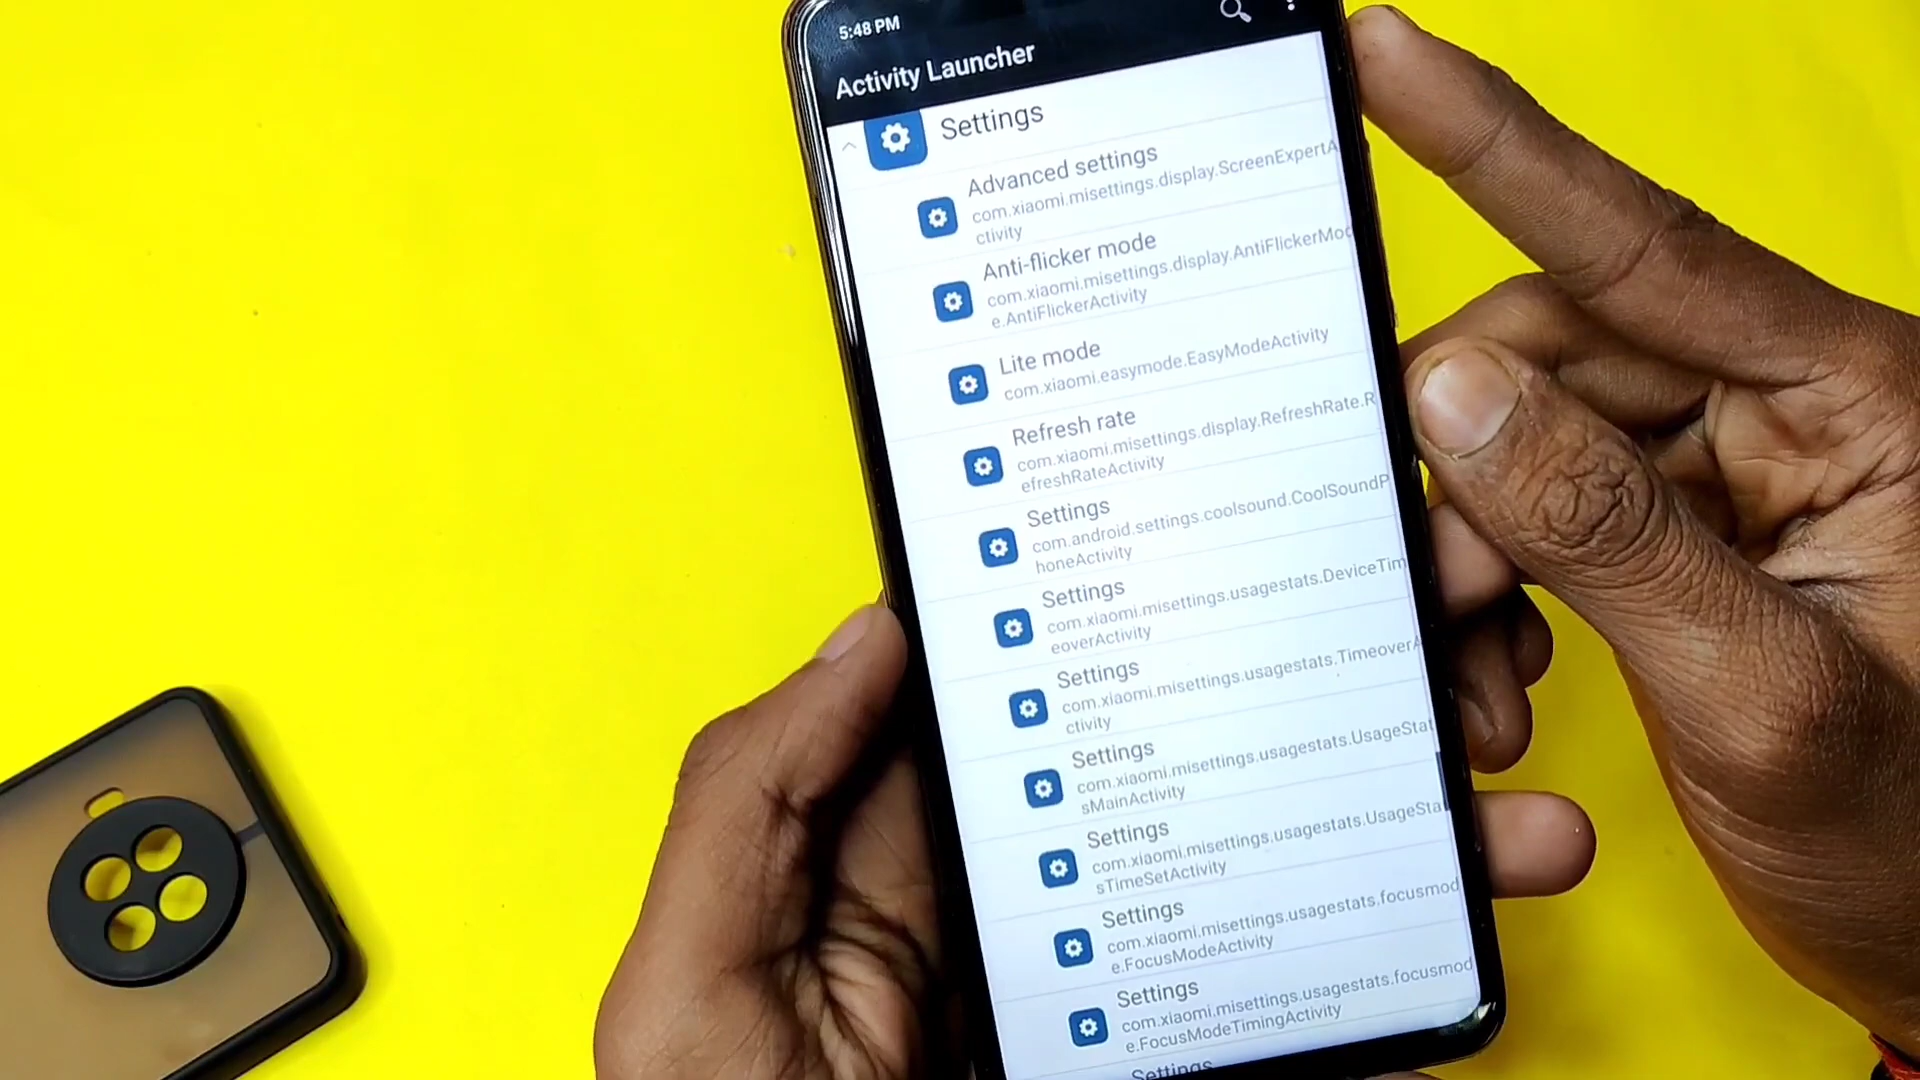 5:48 PM
Activity Launcher
Settings
Advanced settings
com.xiaomi.misettings.display.ScreenExpertA
ctivity
Anti-flicker mode
com.xiaomi.misettings.display.AntiFlickerMod
e.AntiFlickerActivity
Lite mode
com.xiaomi.easymode.EasyModeActivity
Refresh rate
com.xiaomi.misettings.display.RefreshRate.R
efreshRateActivity
Settings
com.android.settings.coolsound.CoolSoundP
honeActivity
Settings
com.xiaomi.misettings.usagestats.DeviceTim
eoverActivity
Settings
com.xiaomi.misettings.usagestats.TimeoverA
ctivity
Settings
com.xiaomi.misettings.usagestats.UsageStat
sMainActivity
Settings
com.xiaomi.misettings.usagestats.UsageStat
sTimeSetActivity
Settings
com.xiaomi.misettings.usagestats.focusmod
e.FocusModeActivity
Settings
com.xiaomi.misettings.usagestats.focusmod
e.FocusModeTimingActivity
Settings